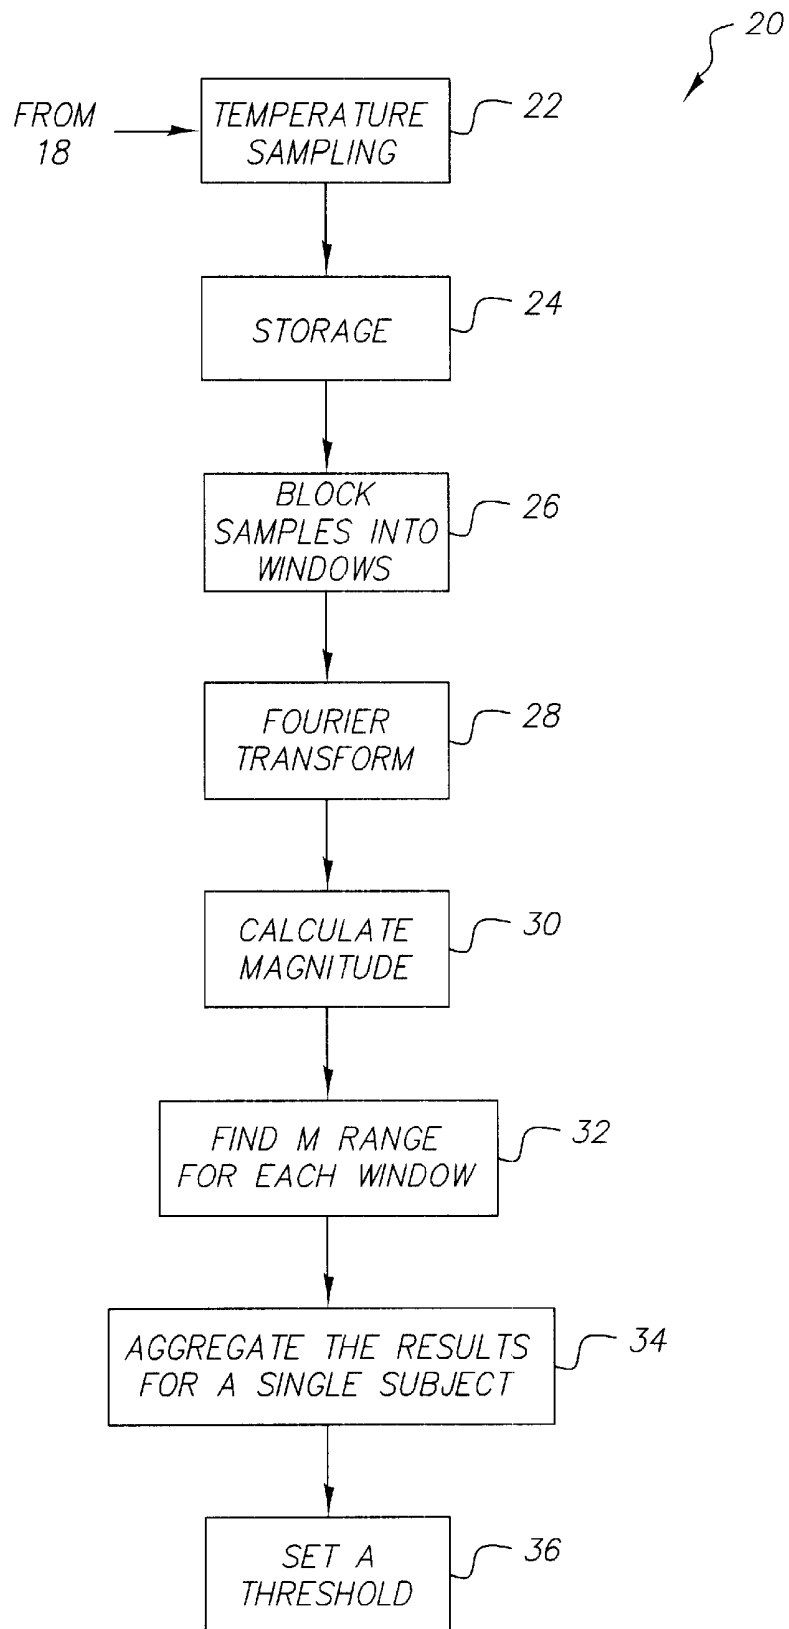 20
FROM
18
TEMPERATURE
SAMPLING
22
STORAGE
24
BLOCK
SAMPLES INTO
WINDOWS
26
FOURIER
TRANSFORM
28
CALCULATE
MAGNITUDE
30
FIND M RANGE
FOR EACH WINDOW
32
AGGREGATE THE RESULTS
FOR A SINGLE SUBJECT
34
SET A
THRESHOLD
36